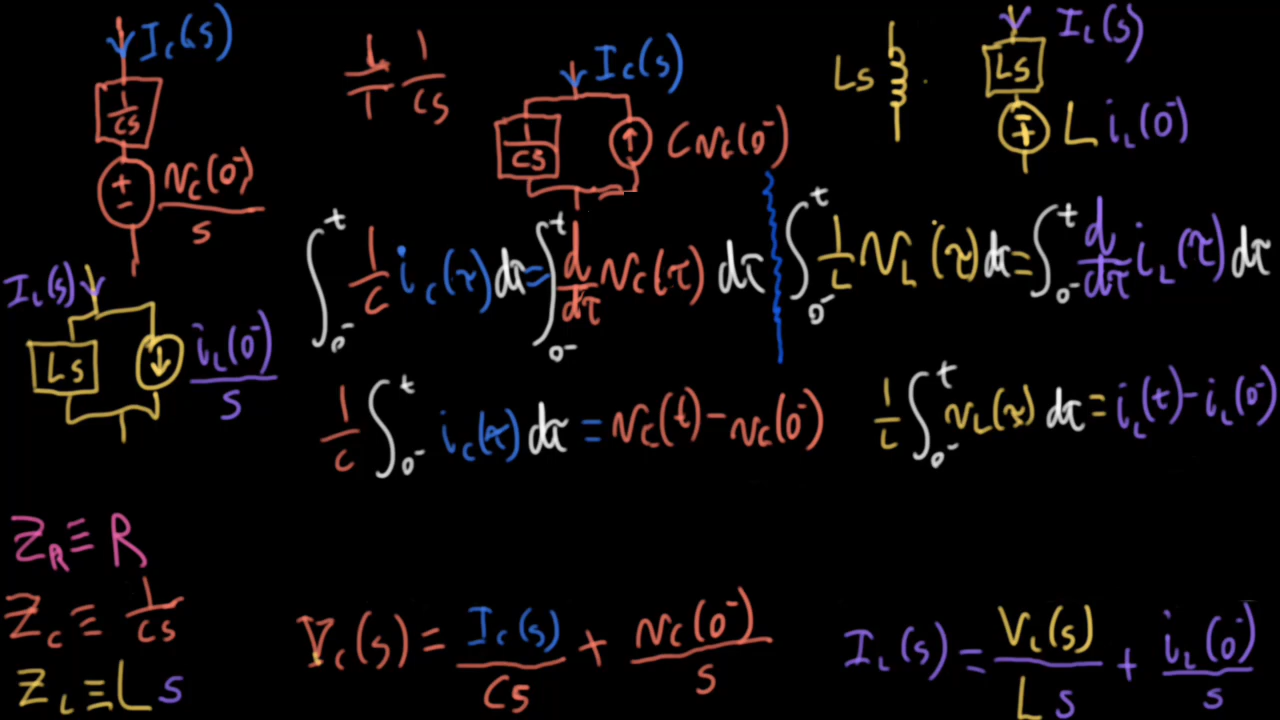 I_C(s)
1/Cs
+ − v_C(0⁻)/s
1/Cs
I_C(s)
1/Cs ↑ C v_C(0⁻)
Ls
I_L(s)
Ls
− + L i_L(0⁻)
I_L(s)
Ls ↓ i_L(0⁻)/s
∫_{0⁻}^{t} 1/C i_C(τ) dτ = ∫_{0⁻}^{t} d/dτ v_C(τ) dτ
∫_{0⁻}^{t} 1/L v_L(τ) dτ = ∫_{0⁻}^{t} d/dτ i_L(τ) dτ
1/C ∫_{0⁻}^{t} i_C(τ) dτ = v_C(t) − v_C(0⁻)
1/L ∫_{0⁻}^{t} v_L(τ) dτ = i_L(t) − i_L(0⁻)
Z_R ≡ R
Z_C ≡ 1/Cs
Z_L ≡ Ls
V_C(s) = I_C(s)/Cs + v_C(0⁻)/s
I_L(s) = V_L(s)/Ls + i_L(0⁻)/s